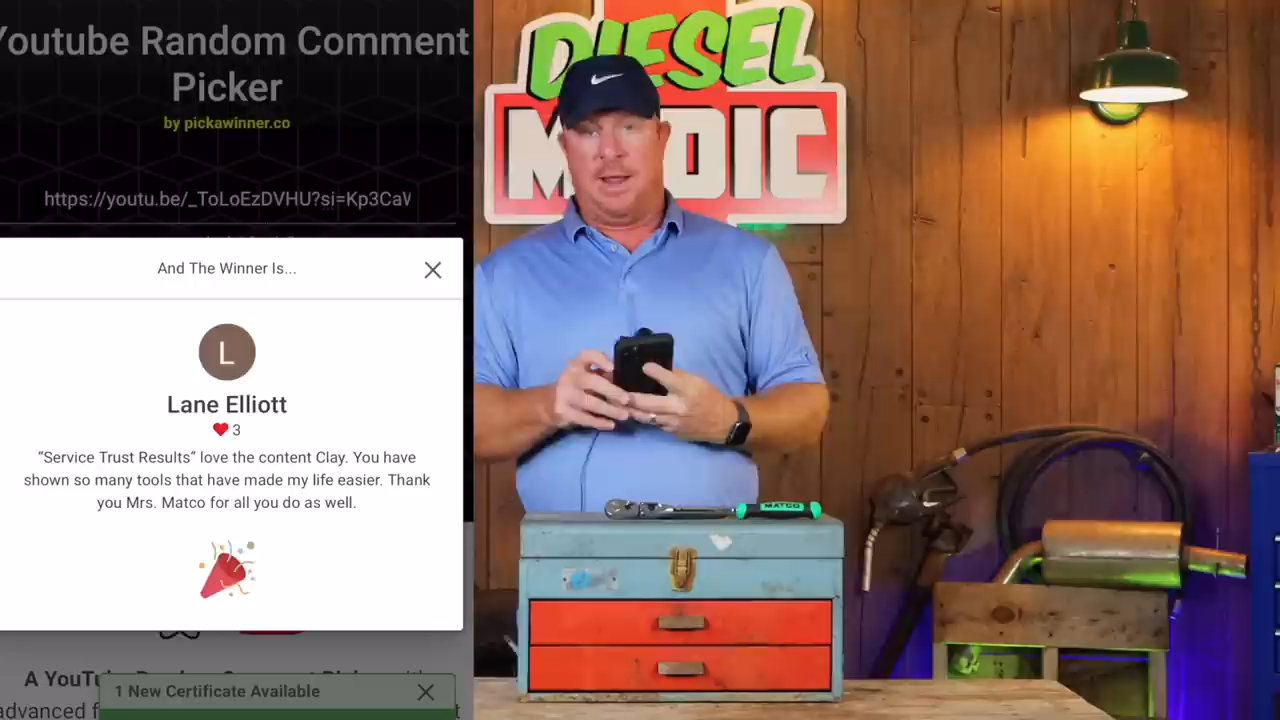 Youtube Random Comment
Picker
by pickawinner.co
https://youtu.be/_ToLoEzDVHU?si=Kp3CaW
And The Winner Is...
L
Lane Elliott
3
“Service Trust Results” love the content Clay. You have
shown so many tools that have made my life easier. Thank
you Mrs. Matco for all you do as well.
1 New Certificate Available
DIESEL
MEDIC
MATCO